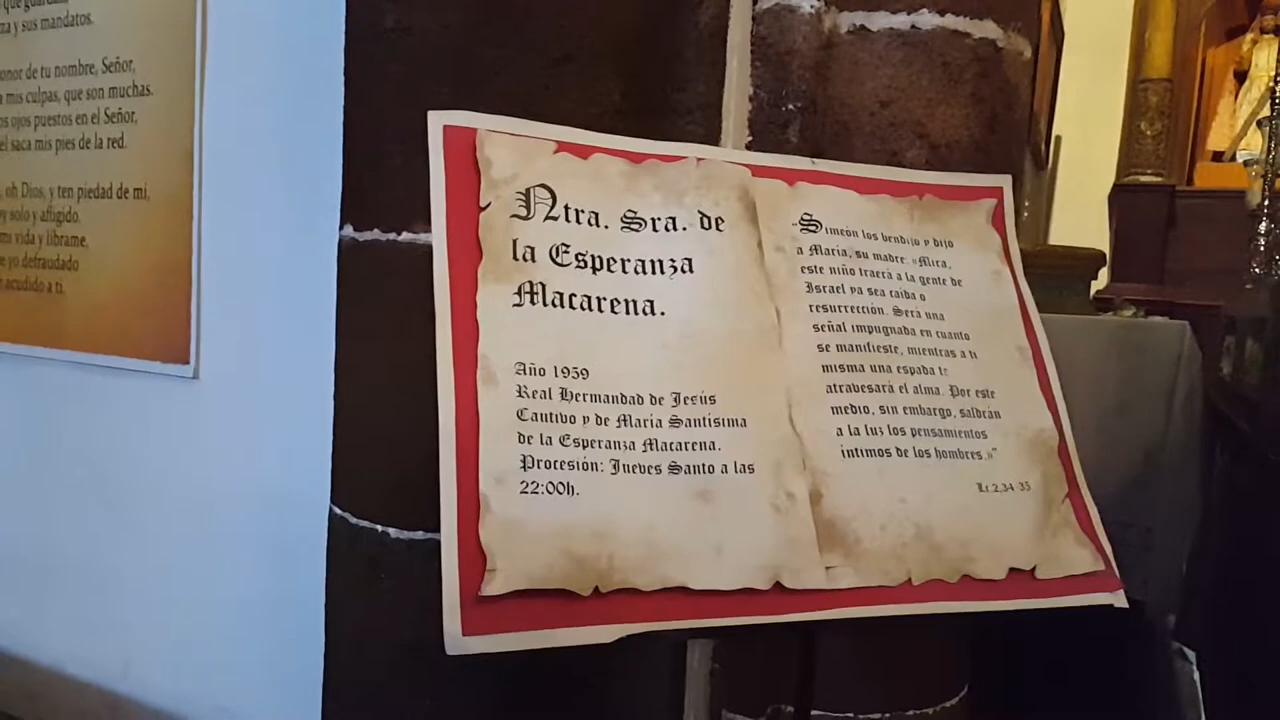 que
za y sus mandatos.
onor de tu nombre, Señor,
a mis culpas, que son muchas.
os ojos puestos en el Señor,
el saca mis pies de la red.
, oh Dios, y ten piedad de mi,
oy solo y afligido.
mi vida y librame,
e yo defraudado
r acudido a ti.
Ntra. Sra. de
la Esperanza
Macarena.
Año 1959
Real Hermandad de Jesús
Cautivo y de Maria Santísima
de la Esperanza Macarena.
Procesión: Jueves Santo a las
22:00h.
"Simeón los bendijo y dijo
a Maria, su madre: «Mira,
este niño traerá a la gente de
Israel ya sea caída o
resurrección. Será una
señal impugnada en cuanto
se manifieste, mientras a ti
misma una espada te
atravesará el alma. Por este
medio, sin embargo, saldrán
a la luz los pensamientos
íntimos de los hombres.»"
Lc 2,34-35